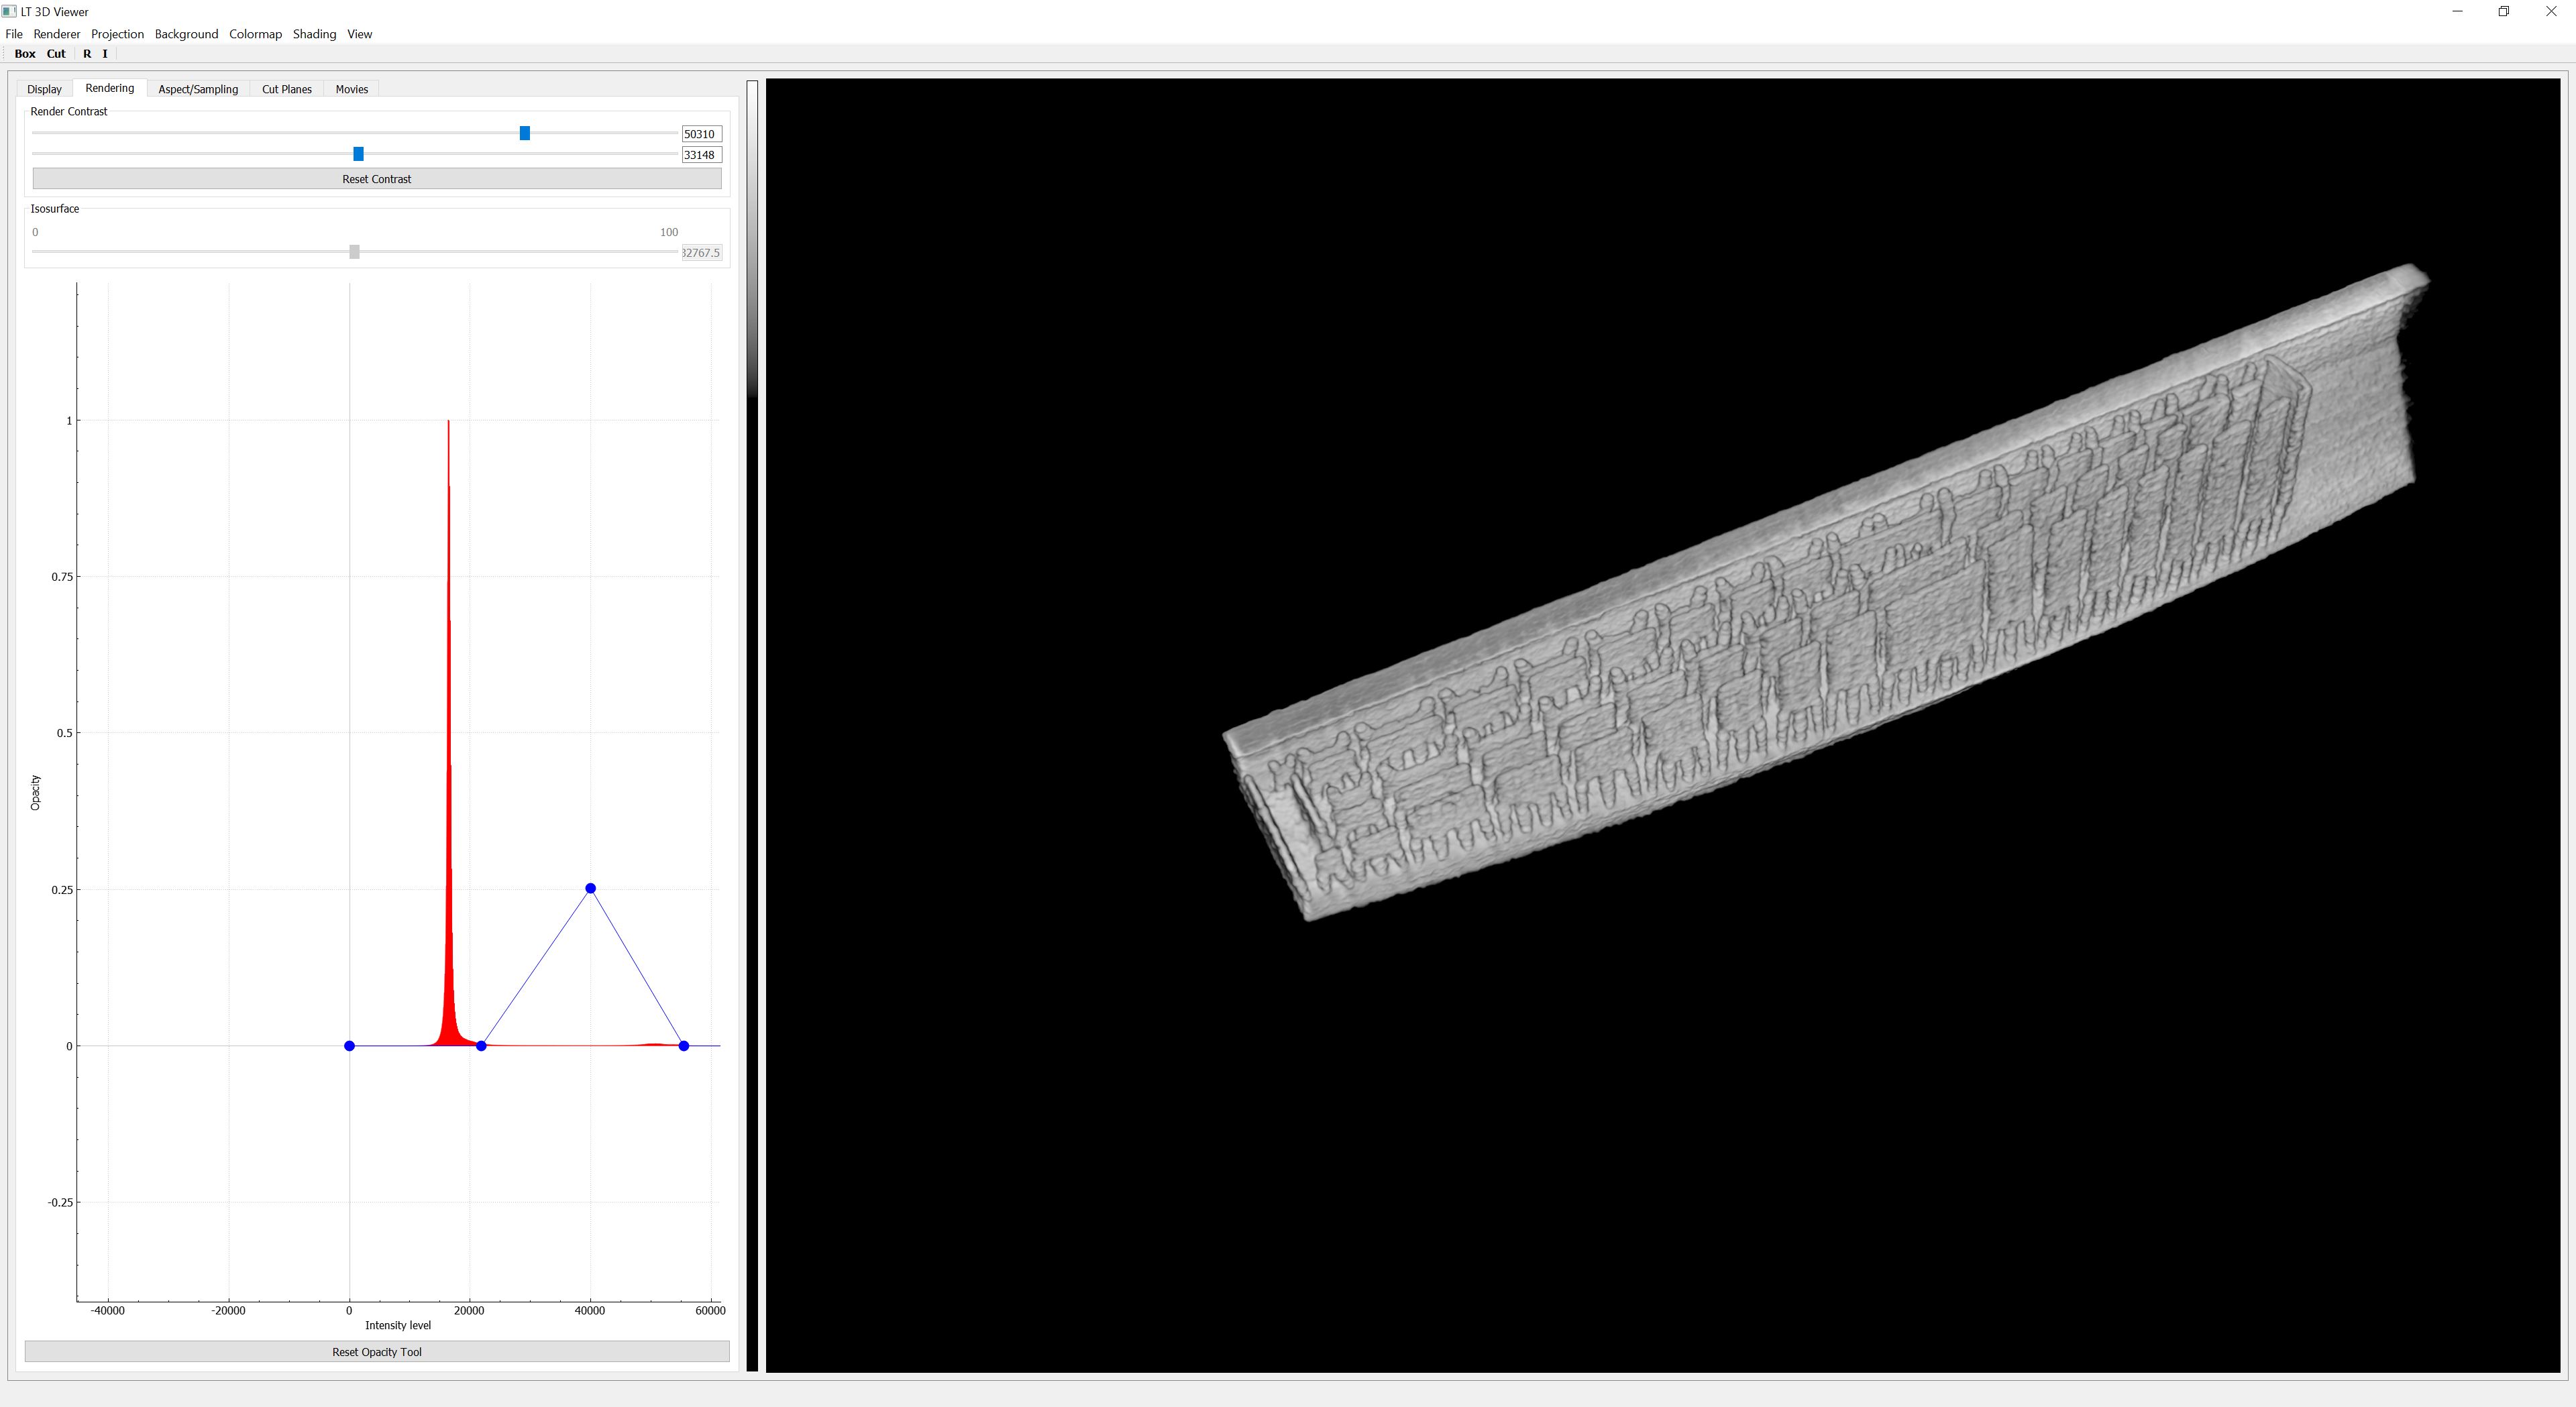 LT 3D Viewer
File Renderer Projection Background Colormap Shading View
Box Cut R I
Display Rendering Aspect/Sampling Cut Planes Movies
Render Contrast
50310
33148
Reset Contrast
Isosurface
0 100
32767.5
1
0.75
0.5
0.25
0
-0.25
Opacity
-40000 -20000 0 20000 40000 60000
Intensity level
Reset Opacity Tool